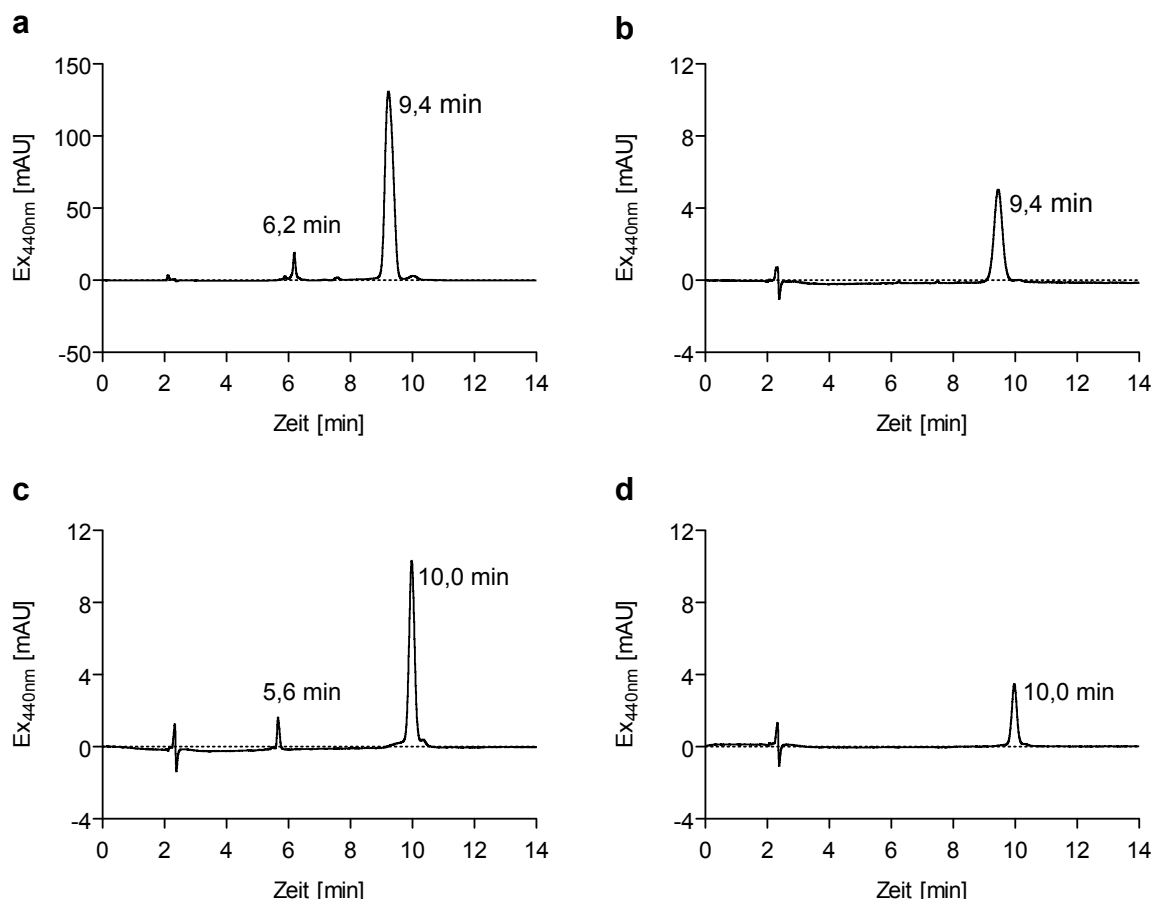 a
150
100
50
0
-50
Ex440nm [mAU]
6,2 min
9,4 min
0 2 4 6 8 10 12 14
Zeit [min]
b
12
8
4
0
-4
Ex440nm [mAU]
9,4 min
0 2 4 6 8 10 12 14
Zeit [min]
c
12
8
4
0
-4
Ex440nm [mAU]
5,6 min
10,0 min
0 2 4 6 8 10 12 14
Zeit [min]
d
12
8
4
0
-4
Ex440nm [mAU]
10,0 min
0 2 4 6 8 10 12 14
Zeit [min]